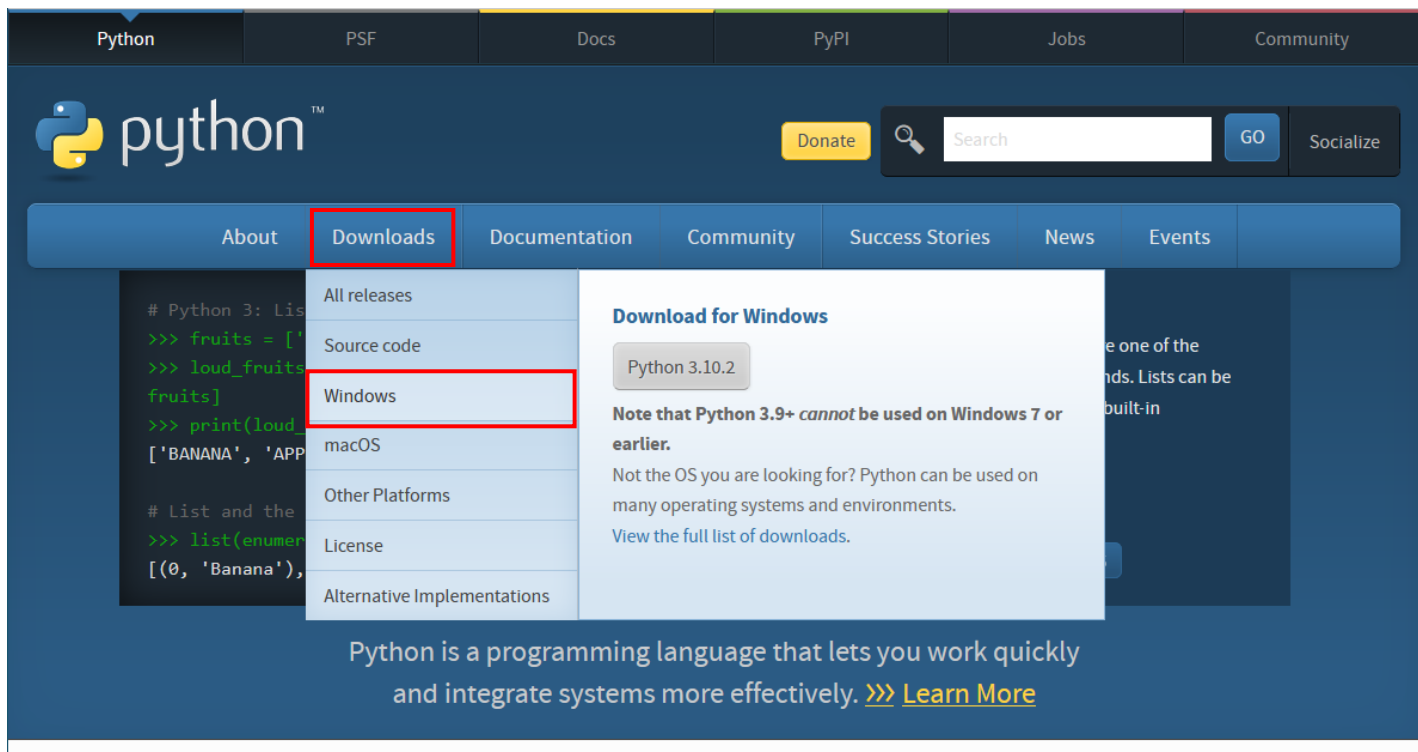 Python PSF Docs PyPI Jobs Community
python™
Donate Search GO Socialize
About Downloads Documentation Community Success Stories News Events
All releases
Source code
Windows
macOS
Other Platforms
License
Alternative Implementations
Download for Windows
Python 3.10.2
Note that Python 3.9+ cannot be used on Windows 7 or
earlier.
Not the OS you are looking for? Python can be used on
many operating systems and environments.
View the full list of downloads.
# Python 3: Lis
>>> fruits = ['
>>> loud_fruits
fruits]
>>> print(loud_
['BANANA', 'APP
# List and the
>>> list(enumer
[(0, 'Banana'),
one of the
Lists can be
built-in
Python is a programming language that lets you work quickly
and integrate systems more effectively. >>> Learn More